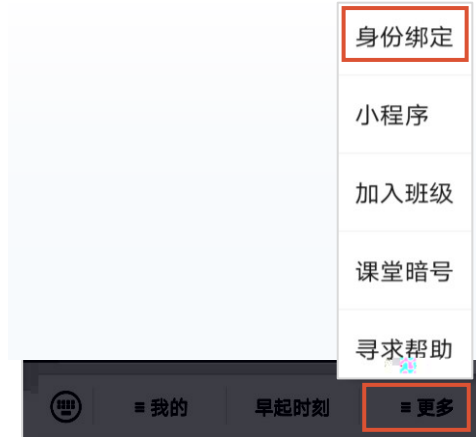 身份绑定
小程序
加入班级
课堂暗号
寻求帮助
≡ 我的 早起时刻 ≡ 更多